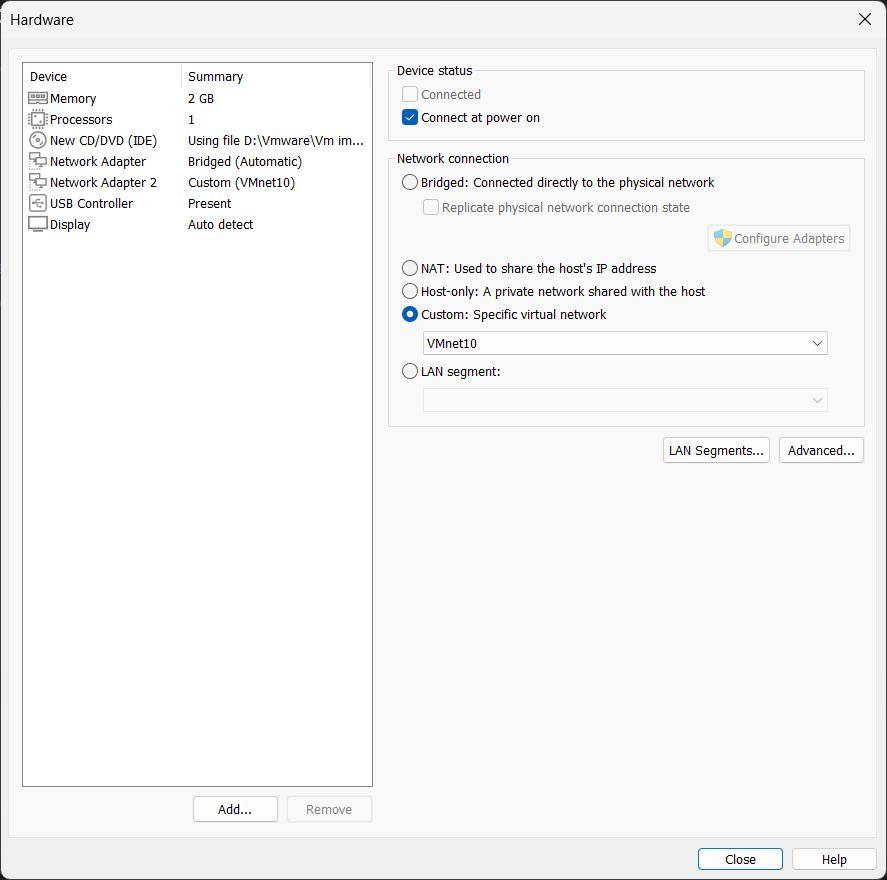 Hardware
Device Summary
Memory 2 GB
Processors 1
New CD/DVD (IDE) Using file D:\Vmware\Vm im...
Network Adapter Bridged (Automatic)
Network Adapter 2 Custom (VMnet10)
USB Controller Present
Display Auto detect
Add... Remove
Device status
Connected
Connect at power on
Network connection
Bridged: Connected directly to the physical network
Replicate physical network connection state
Configure Adapters
NAT: Used to share the host's IP address
Host-only: A private network shared with the host
Custom: Specific virtual network
VMnet10
LAN segment:
LAN Segments... Advanced...
Close Help